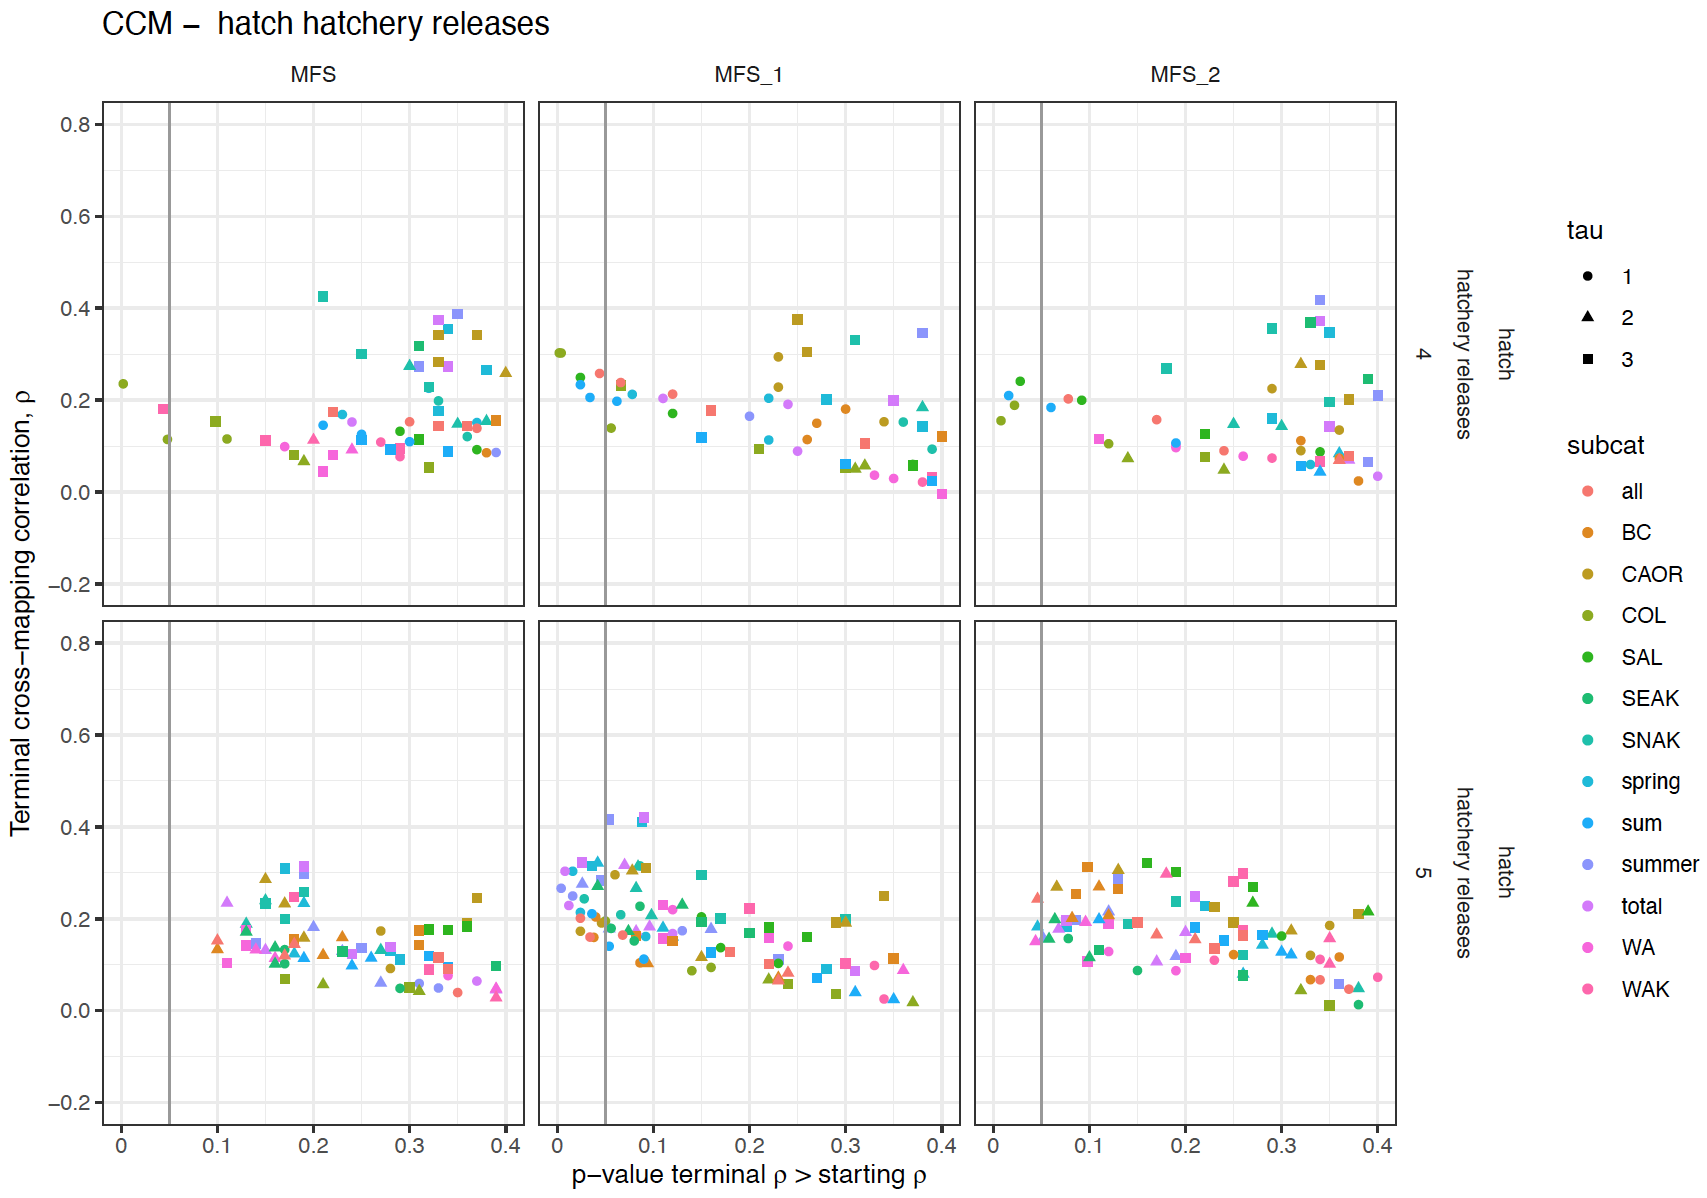 CCM – hatch hatchery releases
MFS
MFS_1
MFS_2
0.8
0.6
0.4
0.2
0.0
−0.2
0.8
0.6
0.4
0.2
0.0
−0.2
Terminal cross−mapping correlation, ρ
0 0.1 0.2 0.3 0.4
0 0.1 0.2 0.3 0.4
0 0.1 0.2 0.3 0.4
p−value terminal ρ > starting ρ
hatch
hatchery releases
4
hatch
hatchery releases
5
tau
1
2
3
subcat
all
BC
CAOR
COL
SAL
SEAK
SNAK
spring
sum
summer
total
WA
WAK